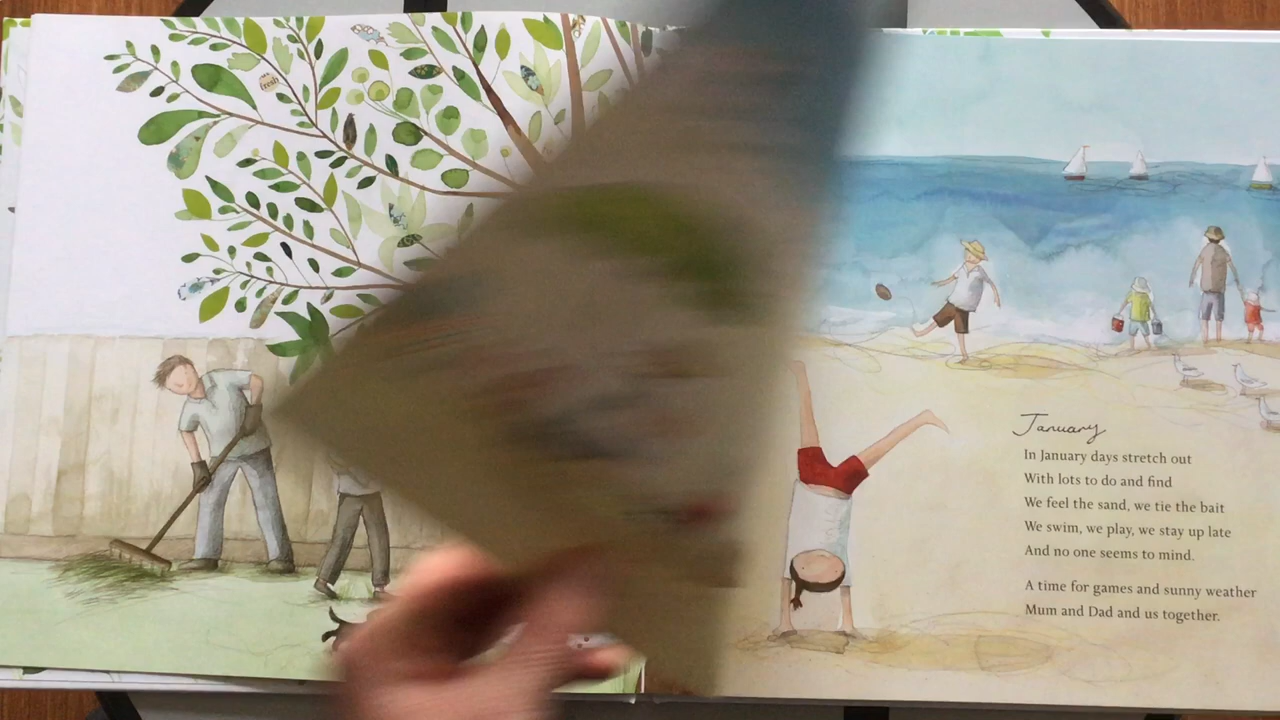 fresh
January
In January days stretch out
With lots to do and find
We feel the sand, we tie the bait
We swim, we play, we stay up late
And no one seems to mind.
A time for games and sunny weather
Mum and Dad and us together.